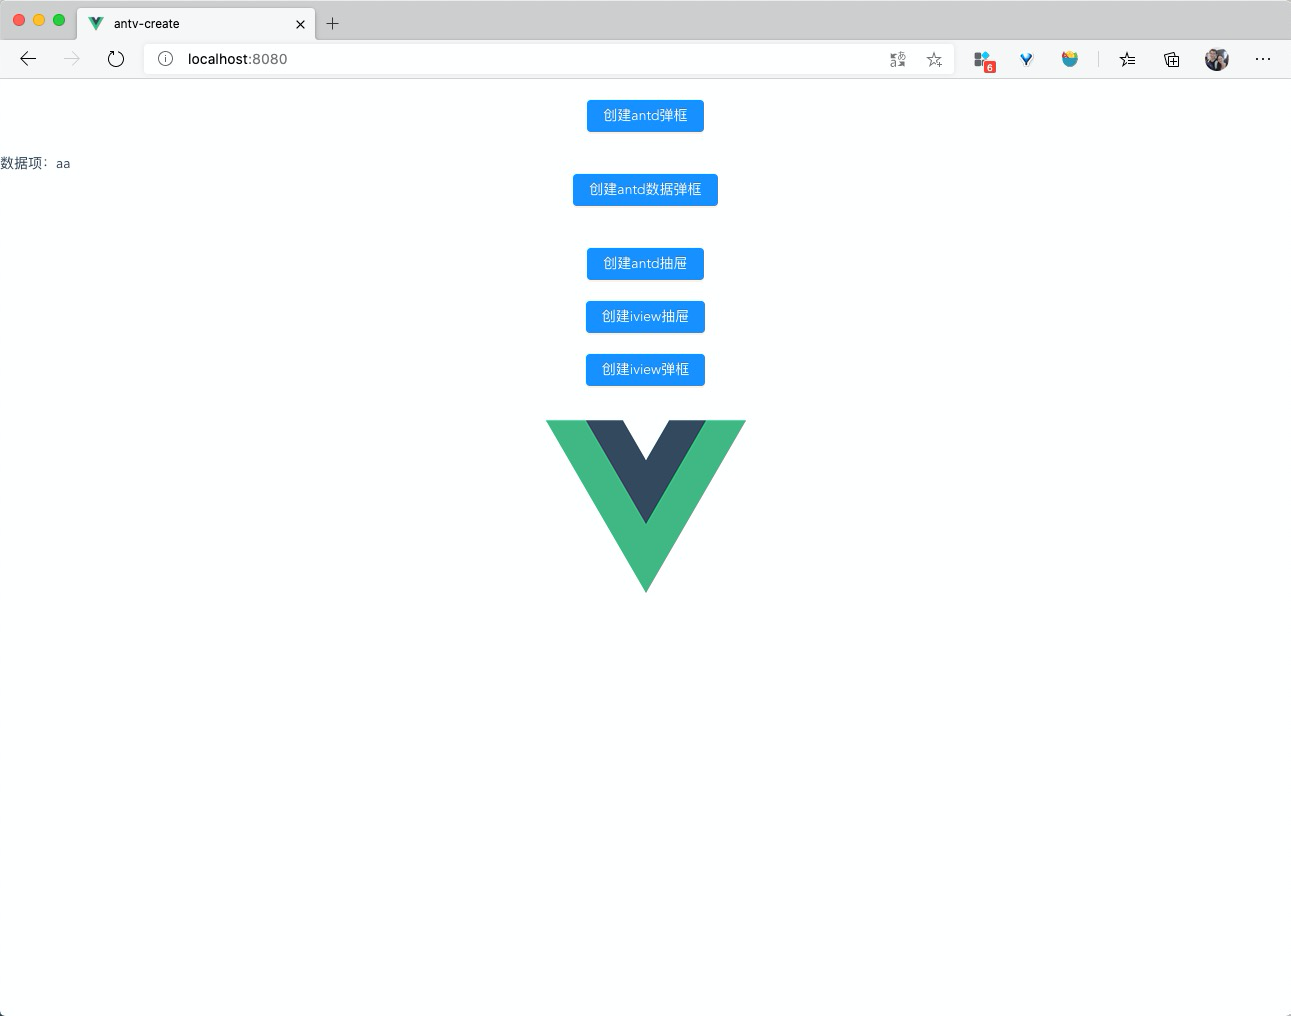 antv-create
localhost:8080
6
创建antd弹框
数据项：aa
创建antd数据弹框
创建antd抽屉
创建iview抽屉
创建iview弹框